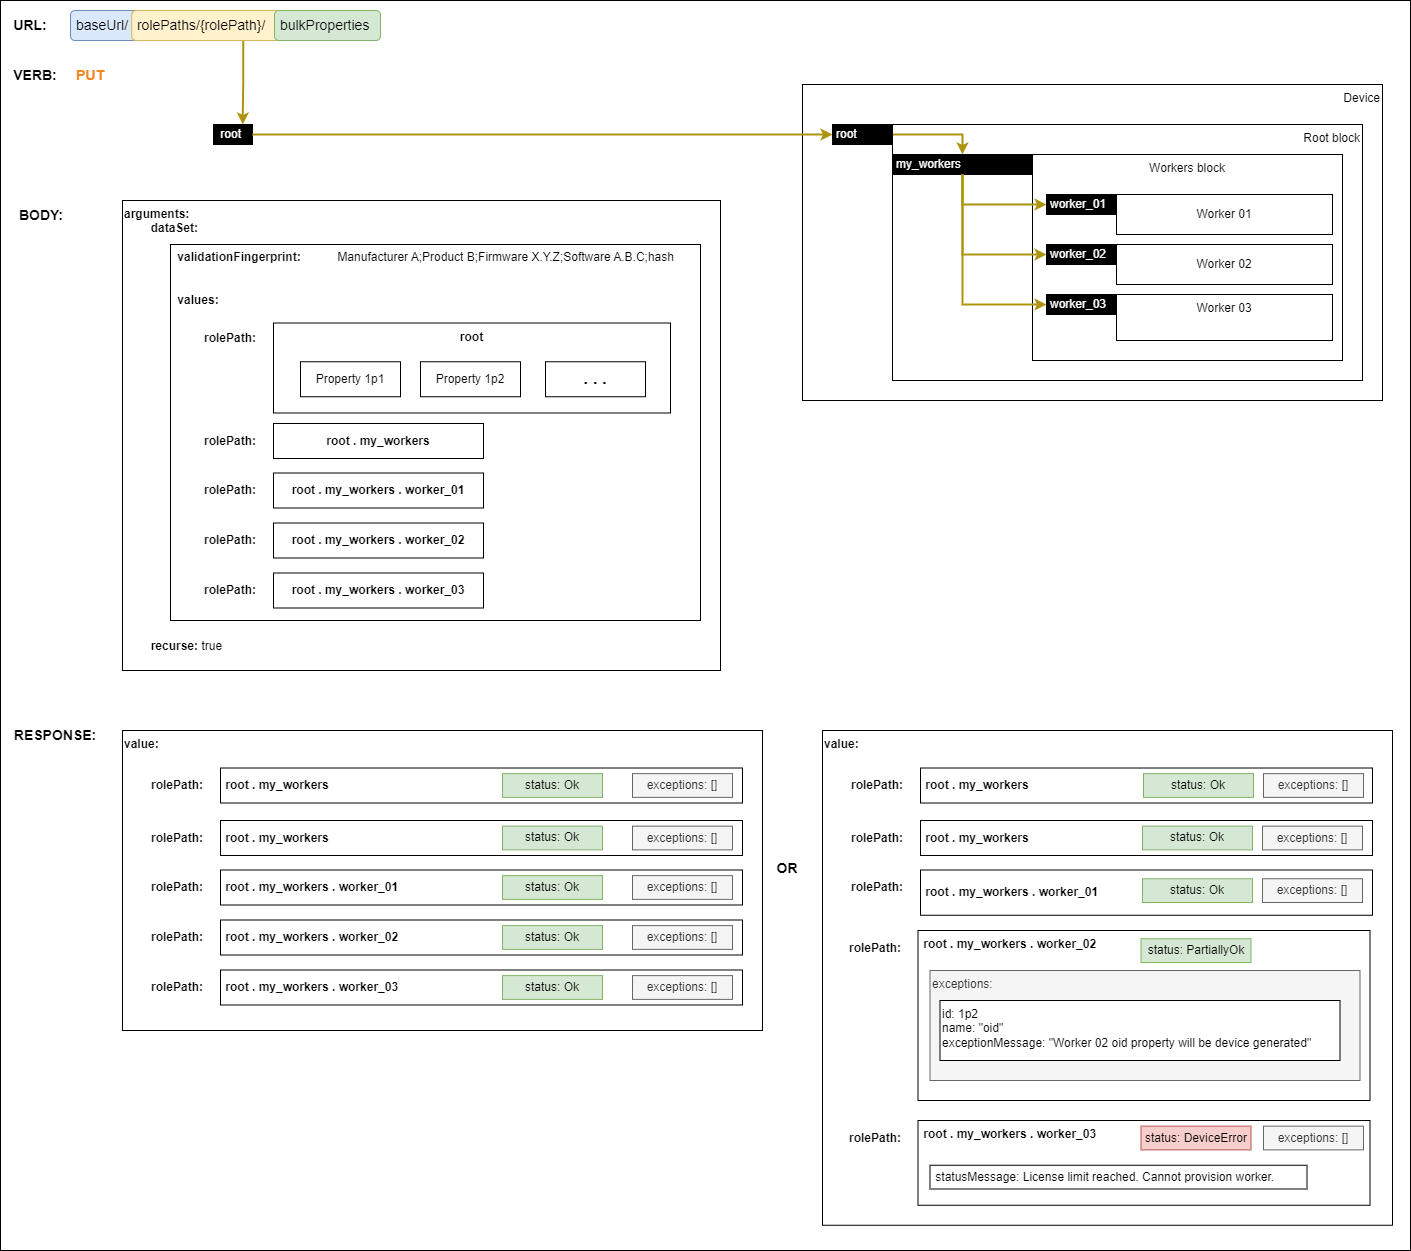 URL: baseUrl/ rolePaths/{rolePath}/ bulkProperties
VERB: PUT
root
Device
root
Root block
my_workers
Workers block
worker_01 Worker 01
worker_02 Worker 02
worker_03 Worker 03
BODY:
arguments:
dataSet:
validationFingerprint: Manufacturer A;Product B;Firmware X.Y.Z;Software A.B.C;hash
values:
rolePath: root
Property 1p1 Property 1p2 . . .
rolePath: root . my_workers
rolePath: root . my_workers . worker_01
rolePath: root . my_workers . worker_02
rolePath: root . my_workers . worker_03
recurse: true
RESPONSE:
value:
rolePath: root . my_workers status: Ok exceptions: []
rolePath: root . my_workers status: Ok exceptions: []
rolePath: root . my_workers . worker_01 status: Ok exceptions: []
rolePath: root . my_workers . worker_02 status: Ok exceptions: []
rolePath: root . my_workers . worker_03 status: Ok exceptions: []
OR
value:
rolePath: root . my_workers status: Ok exceptions: []
rolePath: root . my_workers status: Ok exceptions: []
rolePath: root . my_workers . worker_01 status: Ok exceptions: []
rolePath: root . my_workers . worker_02 status: PartiallyOk
exceptions:
id: 1p2
name: "oid"
exceptionMessage: "Worker 02 oid property will be device generated"
rolePath: root . my_workers . worker_03 status: DeviceError exceptions: []
statusMessage: License limit reached. Cannot provision worker.